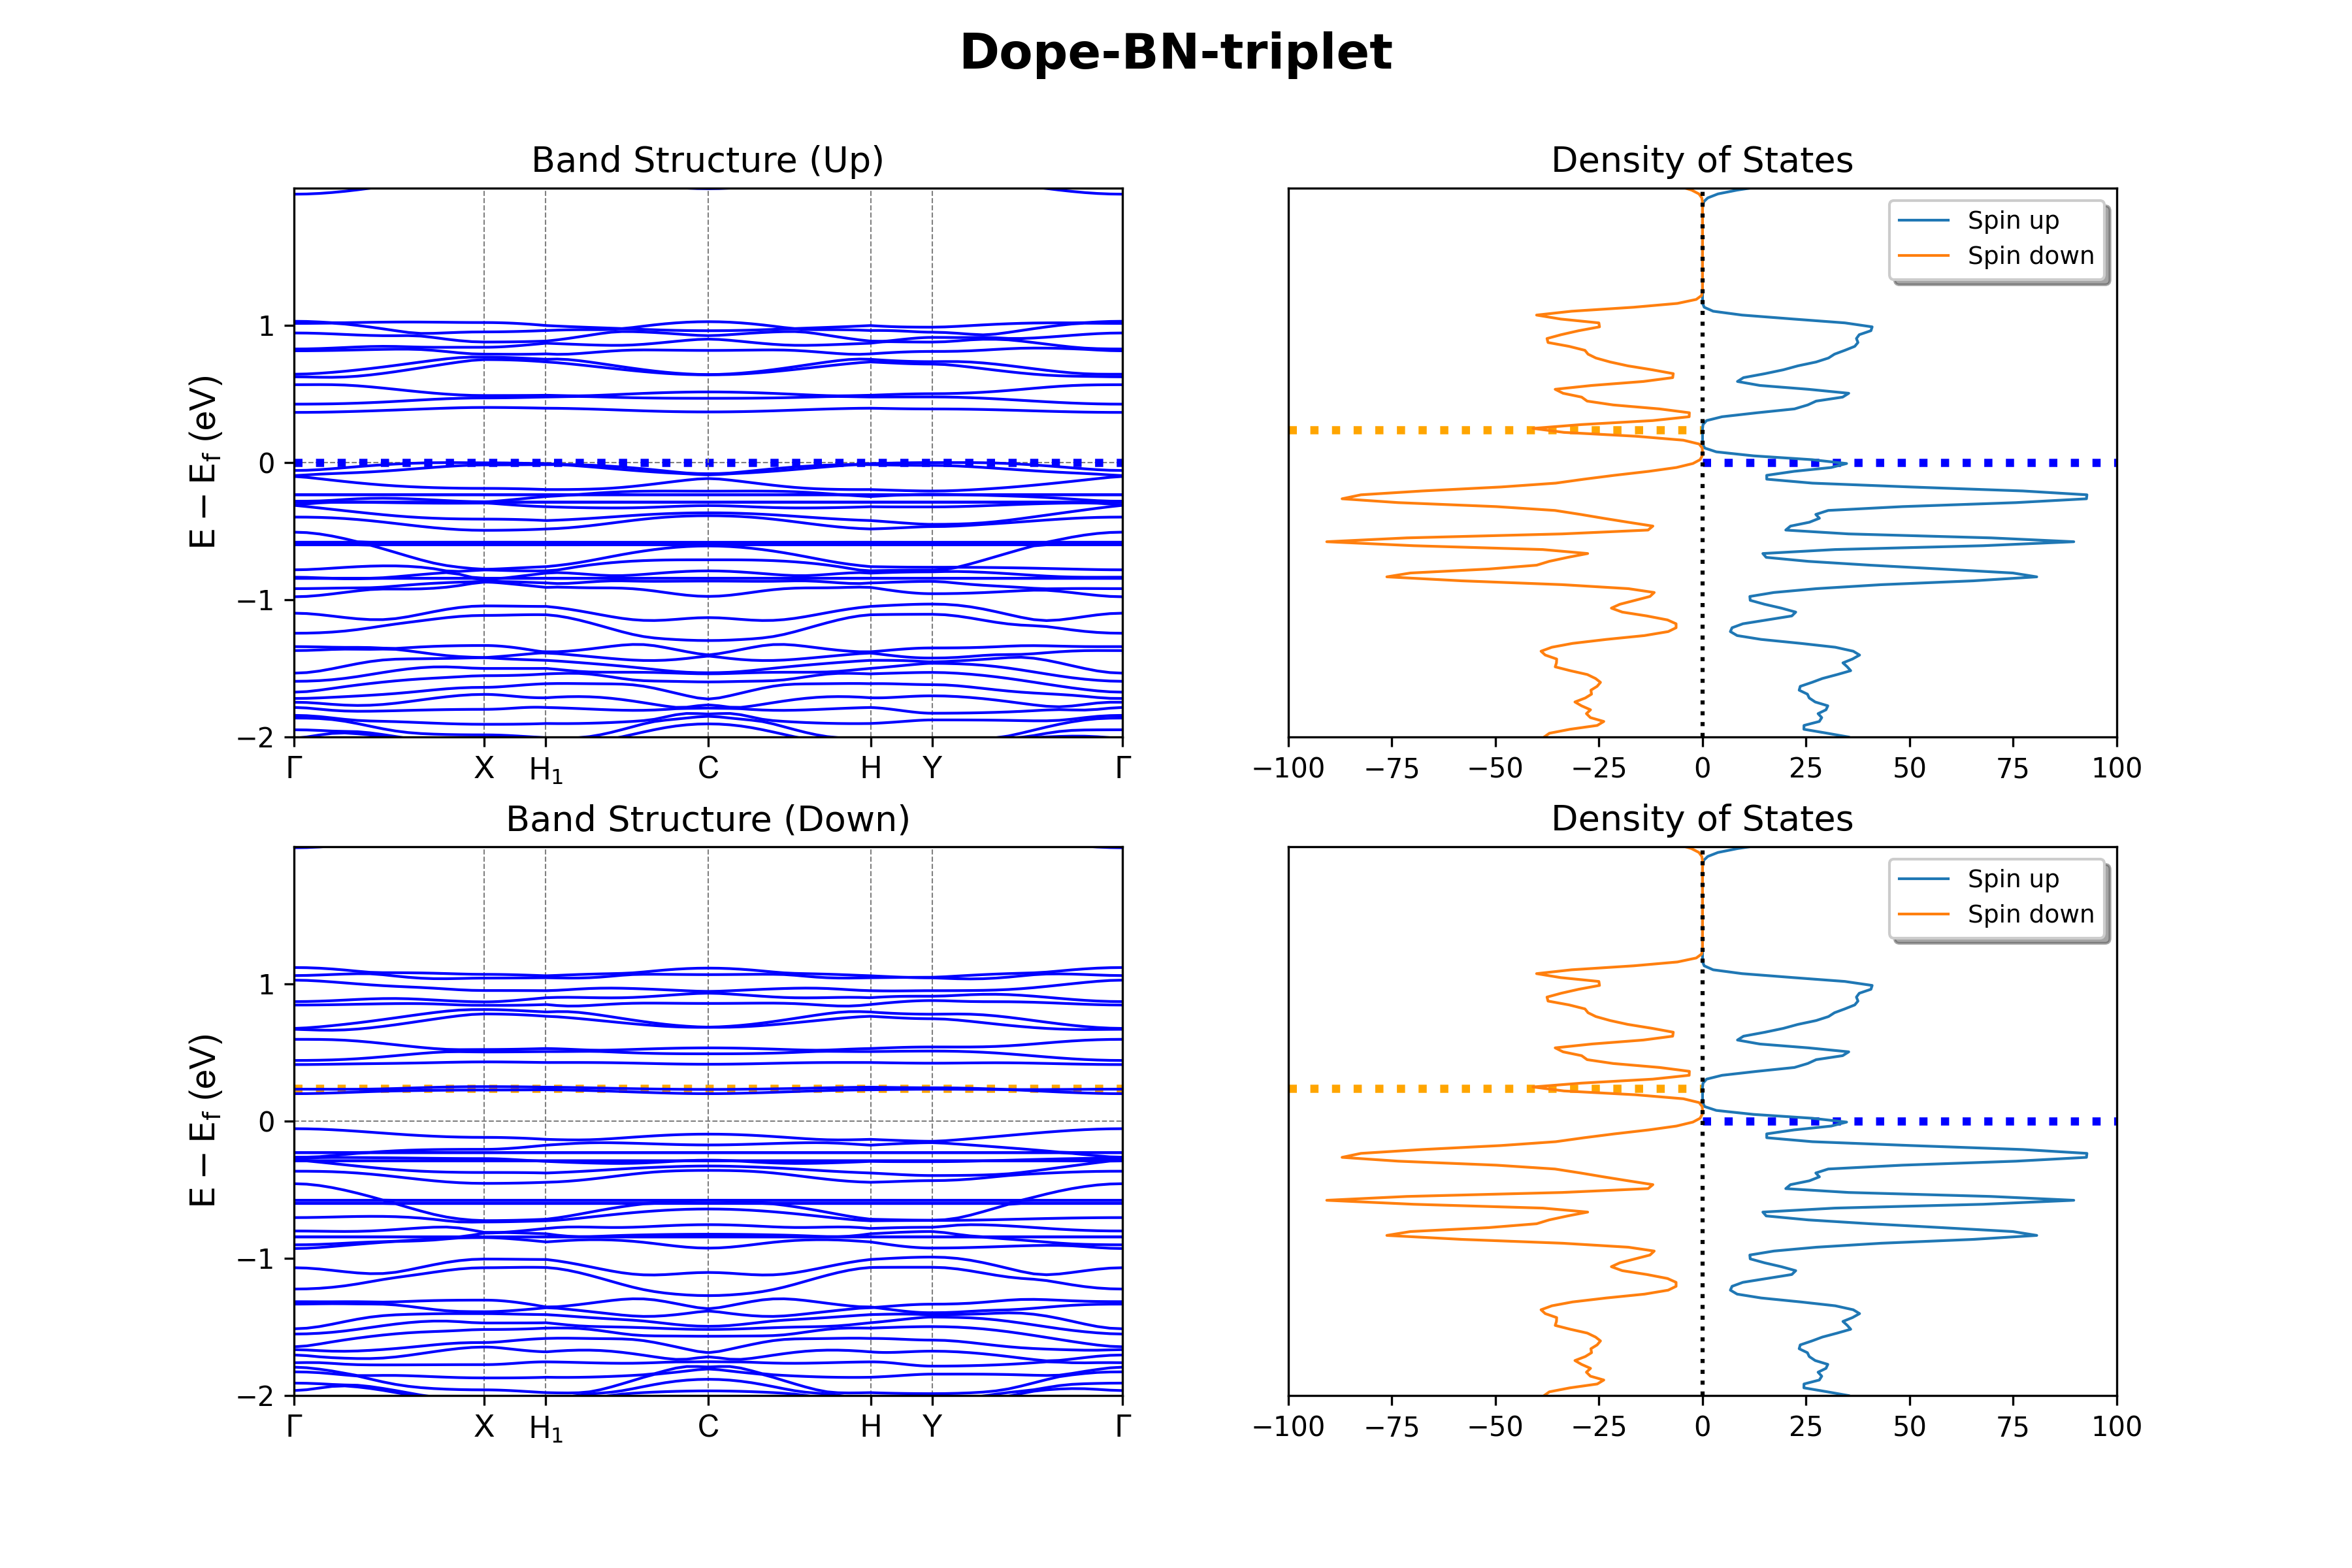 Dope-BN-triplet
Band Structure (Up)
E − E_f (eV)
1
0
−1
−2
Γ X H₁ C H Y Γ
Density of States
Spin up
Spin down
−100 −75 −50 −25 0 25 50 75 100
Band Structure (Down)
E − E_f (eV)
1
0
−1
−2
Γ X H₁ C H Y Γ
Density of States
Spin up
Spin down
−100 −75 −50 −25 0 25 50 75 100